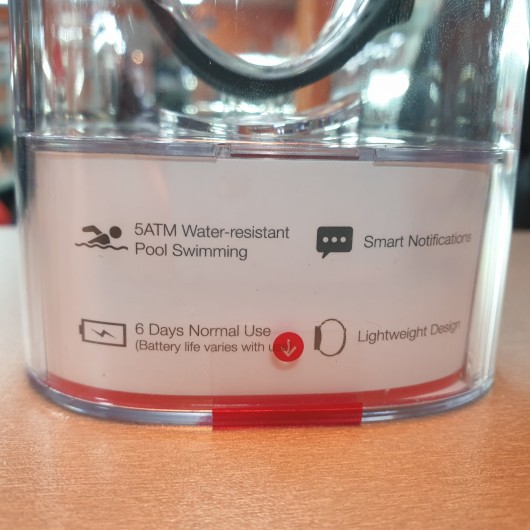 5ATM Water-resistant
Pool Swimming
Smart Notifications
6 Days Normal Use
(Battery life varies with
Lightweight Design